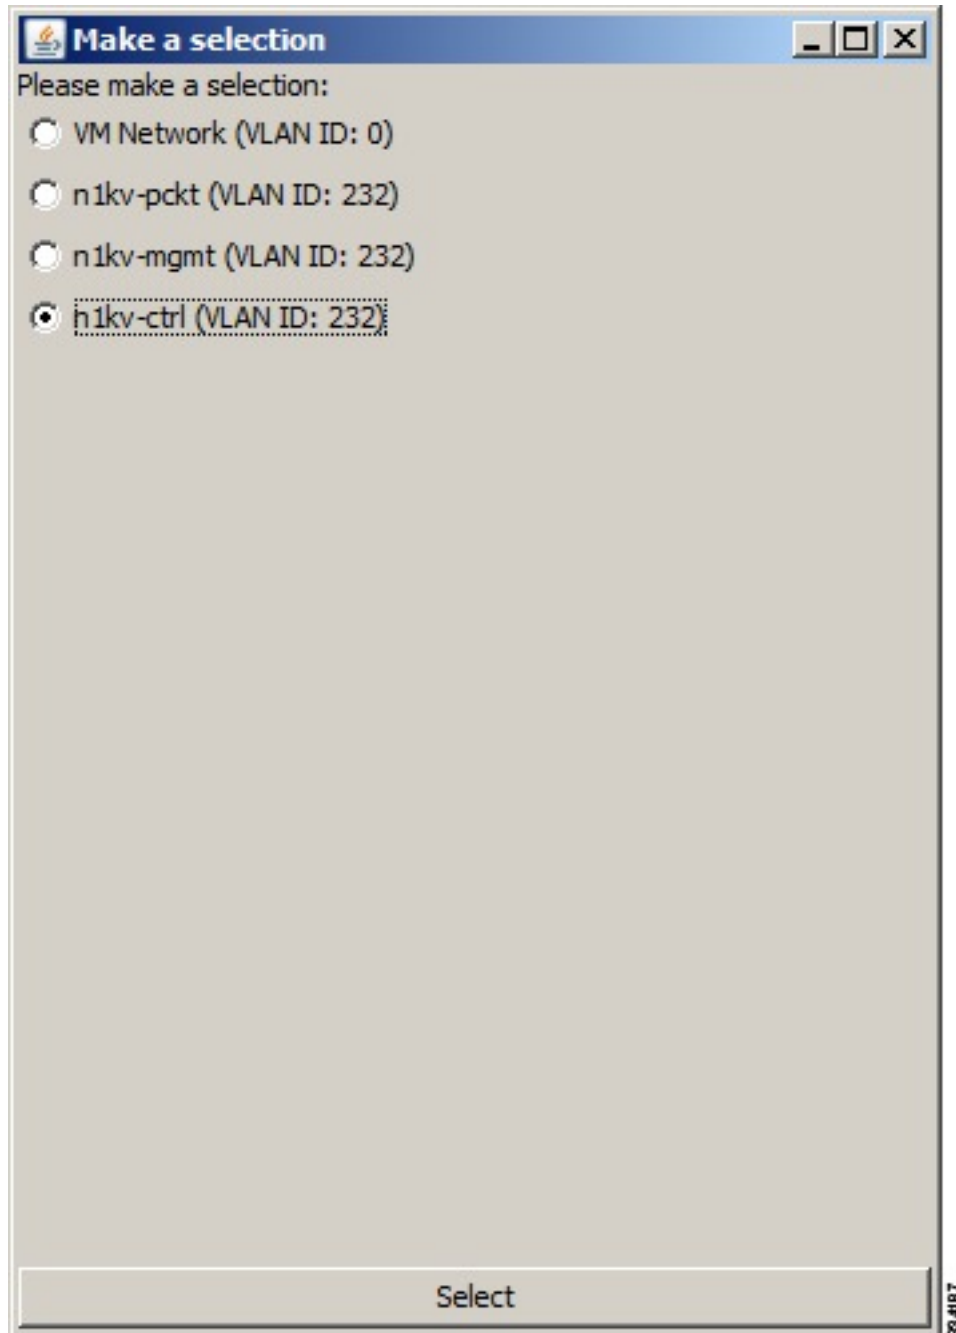 Make a selection
Please make a selection:
VM Network (VLAN ID: 0)
n1kv-pckt (VLAN ID: 232)
n1kv-mgmt (VLAN ID: 232)
n1kv-ctrl (VLAN ID: 232)
Select